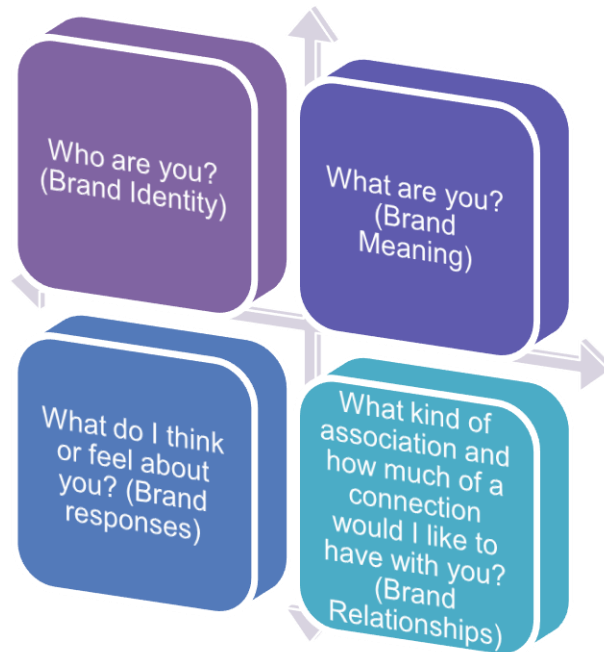 Who are you?
(Brand Identity)
What are you?
(Brand
Meaning)
What do I think
or feel about
you? (Brand
responses)
What kind of
association and
how much of a
connection
would I like to
have with you?
(Brand
Relationships)